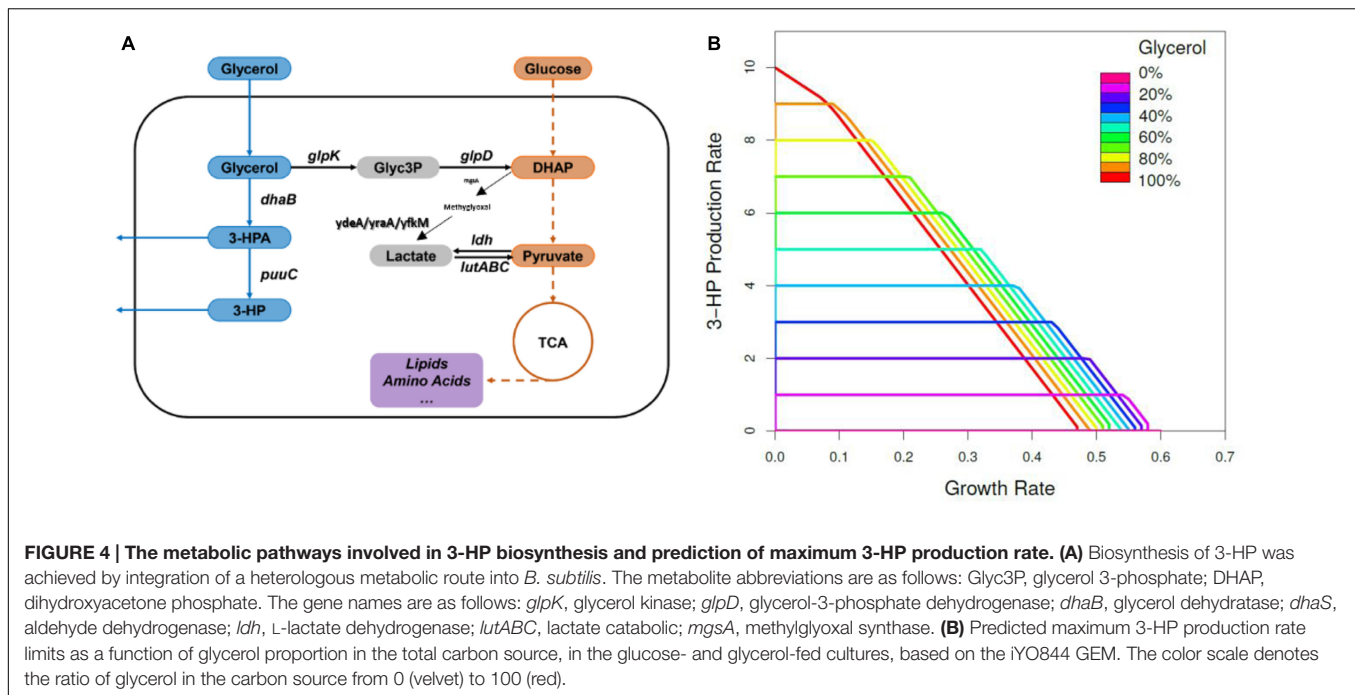 A
Glycerol
Glucose
Glycerol
glpK
Glyc3P
glpD
DHAP
dhaB
mgsA
Methyglyoxal
ydeA/yraA/yfkM
3-HPA
Lactate
ldh
lutABC
Pyruvate
puuC
3-HP
TCA
Lipids
Amino Acids
...
B
3-HP Production Rate
10
8
6
4
2
0
0.0 0.1 0.2 0.3 0.4 0.5 0.6 0.7
Growth Rate
Glycerol
0%
20%
40%
60%
80%
100%
FIGURE 4 | The metabolic pathways involved in 3-HP biosynthesis and prediction of maximum 3-HP production rate. (A) Biosynthesis of 3-HP was
achieved by integration of a heterologous metabolic route into B. subtilis. The metabolite abbreviations are as follows: Glyc3P, glycerol 3-phosphate; DHAP,
dihydroxyacetone phosphate. The gene names are as follows: glpK, glycerol kinase; glpD, glycerol-3-phosphate dehydrogenase; dhaB, glycerol dehydratase; dhaS,
aldehyde dehydrogenase; ldh, L-lactate dehydrogenase; lutABC, lactate catabolic; mgsA, methylglyoxal synthase. (B) Predicted maximum 3-HP production rate
limits as a function of glycerol proportion in the total carbon source, in the glucose- and glycerol-fed cultures, based on the iYO844 GEM. The color scale denotes
the ratio of glycerol in the carbon source from 0 (velvet) to 100 (red).